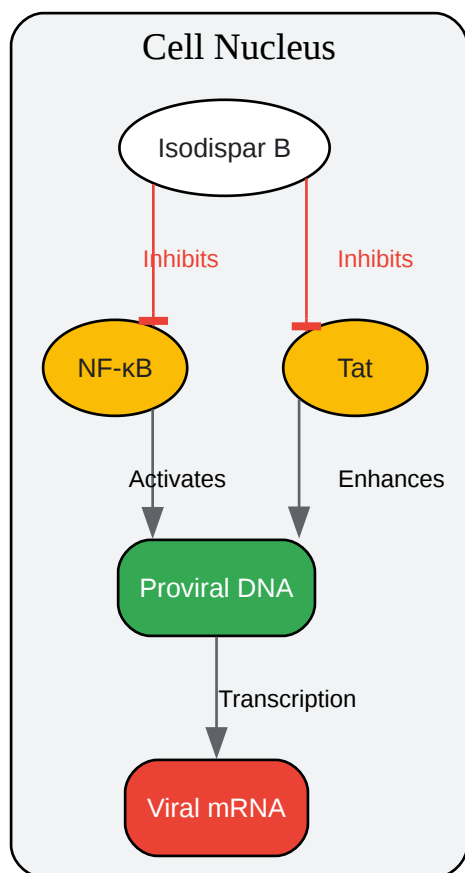 Cell Nucleus
Isodispar B
Inhibits
Inhibits
NF-κB
Tat
Activates
Enhances
Proviral DNA
Transcription
Viral mRNA